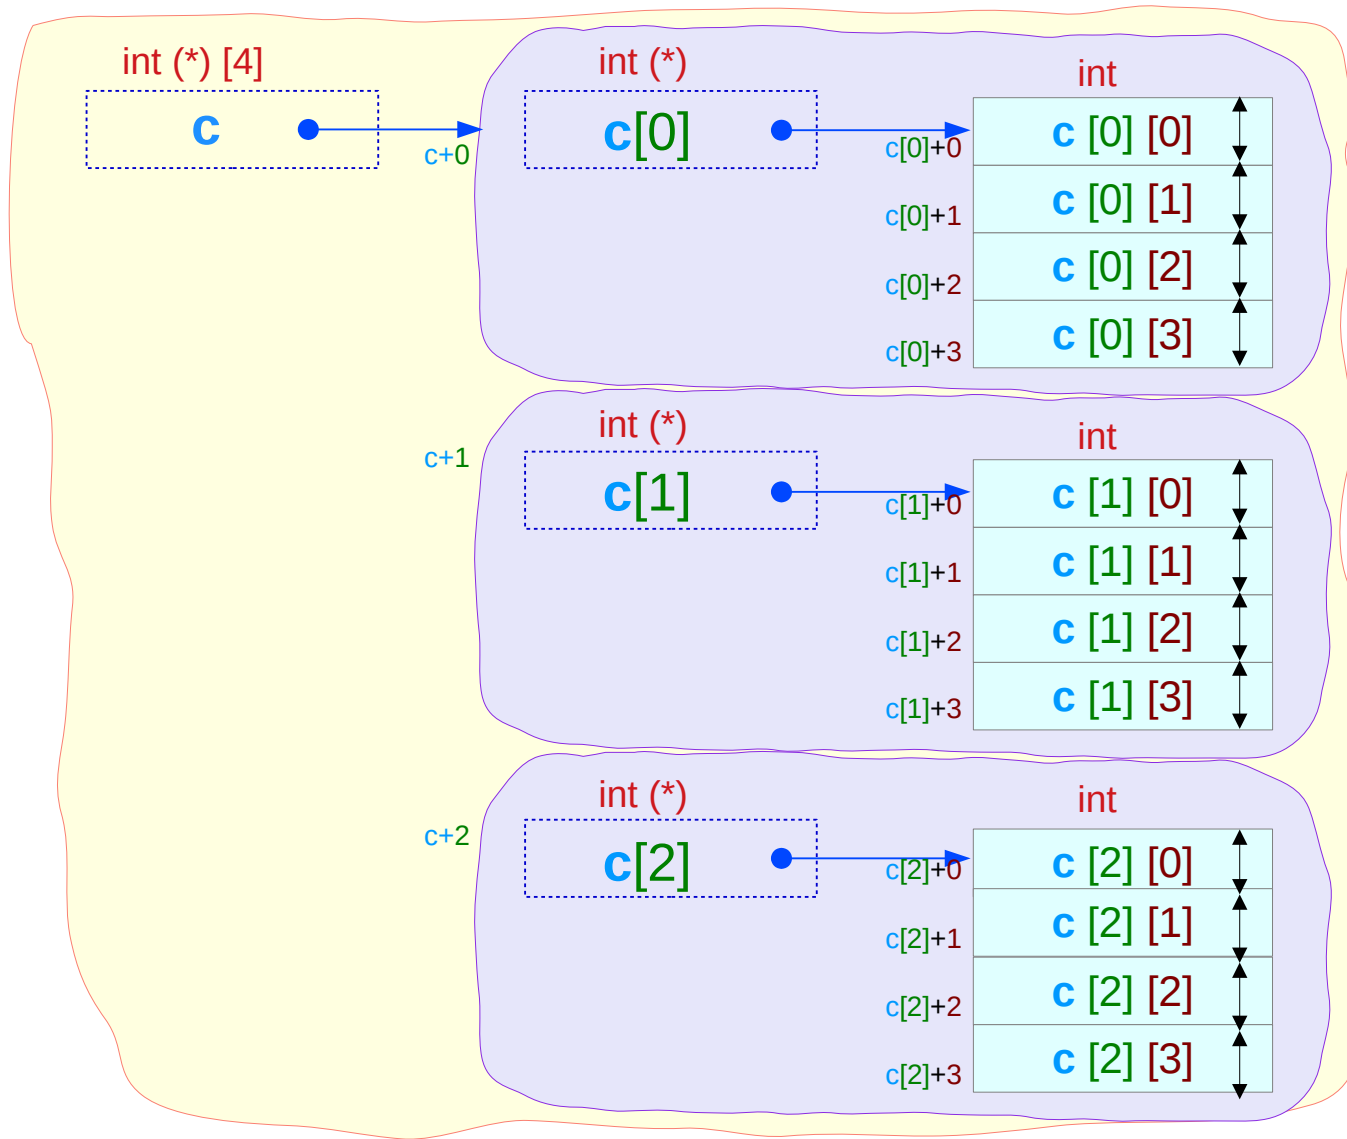 int (*) [4]
int (*)
int
c
c[0]
c [0] [0]
c+0
c[0]+0
c [0] [1]
c[0]+1
c [0] [2]
c[0]+2
c [0] [3]
c[0]+3
int (*)
int
c+1
c[1]
c [1] [0]
c[1]+0
c [1] [1]
c[1]+1
c [1] [2]
c[1]+2
c [1] [3]
c[1]+3
int (*)
int
c+2
c[2]
c [2] [0]
c[2]+0
c [2] [1]
c[2]+1
c [2] [2]
c[2]+2
c [2] [3]
c[2]+3